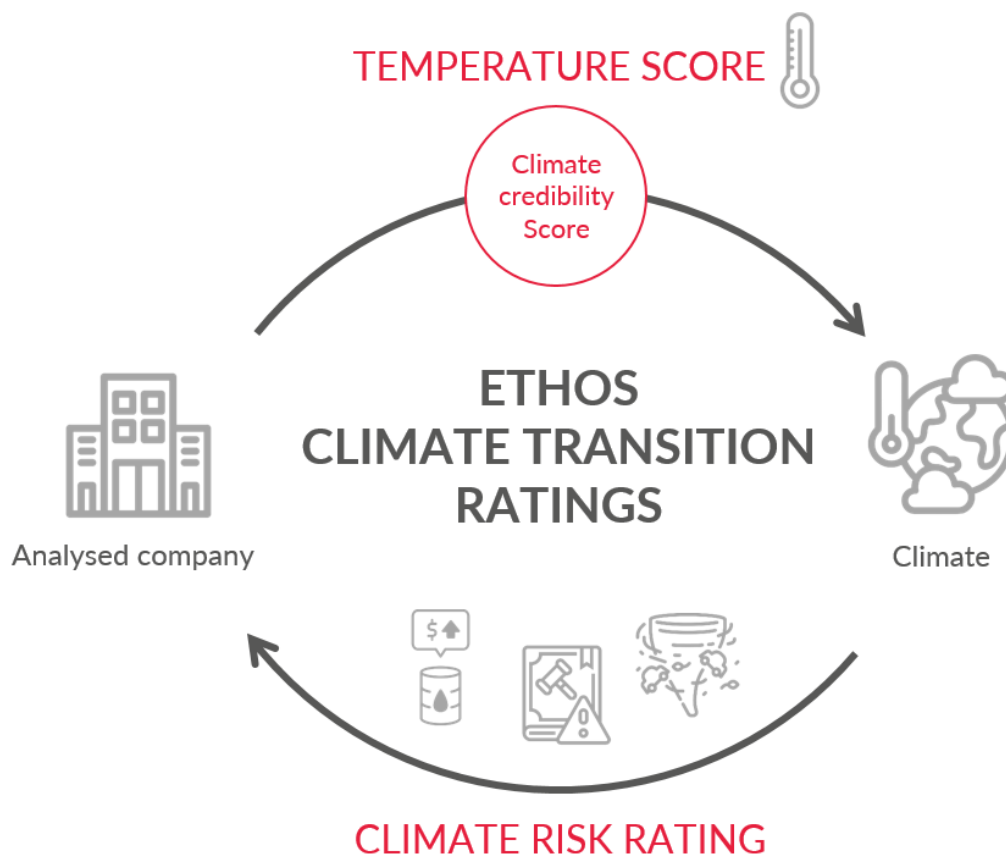 TEMPERATURE SCORE
Climate
credibility
Score
ETHOS
CLIMATE TRANSITION
RATINGS
Analysed company
Climate
$
CLIMATE RISK RATING